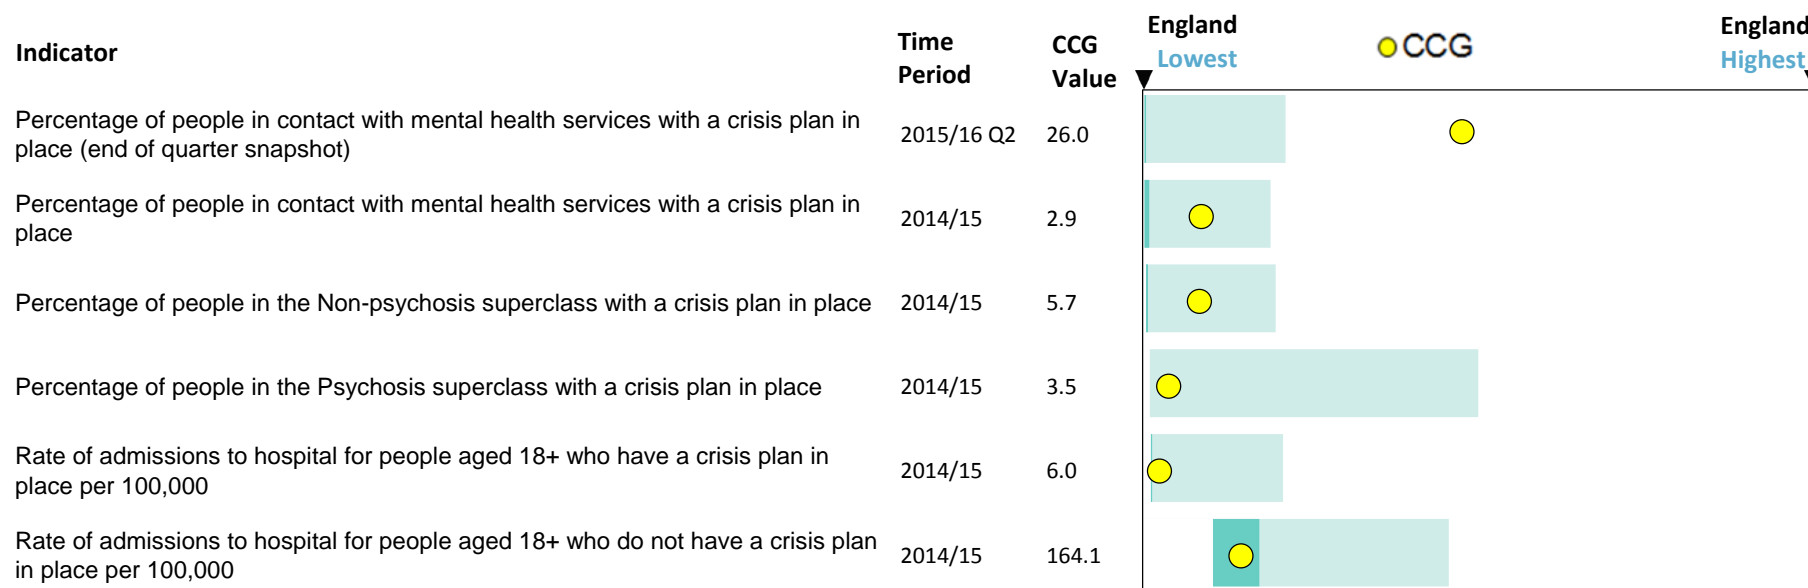 Indicator
Time Period
CCG Value
England Lowest
CCG
England Highest
Percentage of people in contact with mental health services with a crisis plan in
place (end of quarter snapshot)
2015/16 Q2
26.0
Percentage of people in contact with mental health services with a crisis plan in
place
2014/15
2.9
Percentage of people in the Non-psychosis superclass with a crisis plan in place
2014/15
5.7
Percentage of people in the Psychosis superclass with a crisis plan in place
2014/15
3.5
Rate of admissions to hospital for people aged 18+ who have a crisis plan in
place per 100,000
2014/15
6.0
Rate of admissions to hospital for people aged 18+ who do not have a crisis plan
in place per 100,000
2014/15
164.1